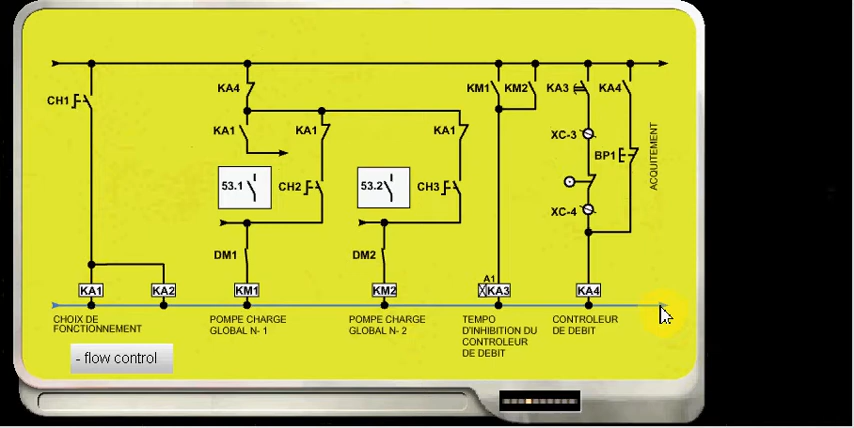 KA4
KM1
KM2
KA3
KA4
CH1
KA1
KA1
KA1
XC-3
BP1
ACQUITEMENT
53.1
CH2
53.2
CH3
XC-4
DM1
DM2
A1
KA1
KA2
KM1
KM2
KA3
KA4
CHOIX DE
FONCTIONNEMENT
POMPE CHARGE
GLOBAL N- 1
POMPE CHARGE
GLOBAL N- 2
TEMPO
D'INHIBITION DU
CONTROLEUR
DE DEBIT
CONTROLEUR
DE DEBIT
- flow control